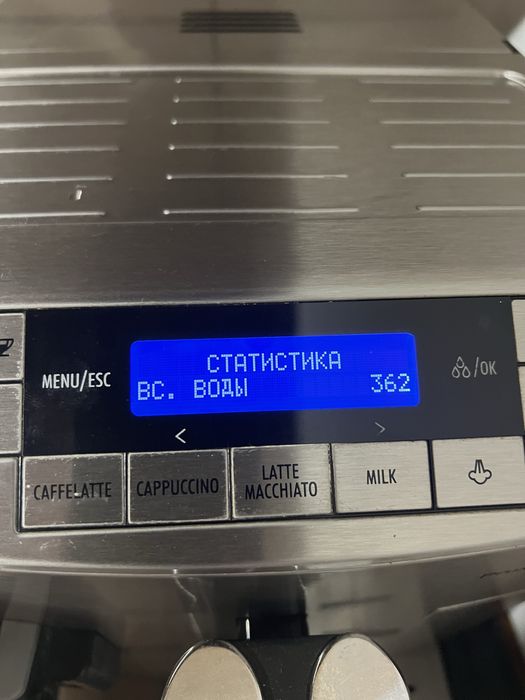 СТАТИСТИКА
ВС. ВОДЫ 362
MENU/ESC
/OK
<
>
CAFFELATTE
CAPPUCCINO
LATTE
MACCHIATO
MILK